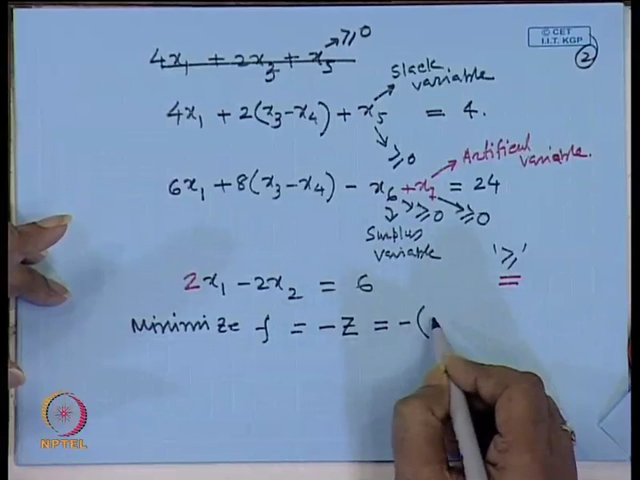 © CET
I.I.T. KGP
2
4x₁ + 2x₃ + x₅ ≥ 0
Slack
variable
4x₁ + 2(x₃ - x₄) + x₅ = 4.
≥ 0
Artificial
variable.
6x₁ + 8(x₃ - x₄) - x₆ + x₇ = 24
≥ 0 ≥ 0
Surplus
variable
'≥'
=
2x₁ - 2x₂ = 6
Minimize f = - Z = - (
NPTEL